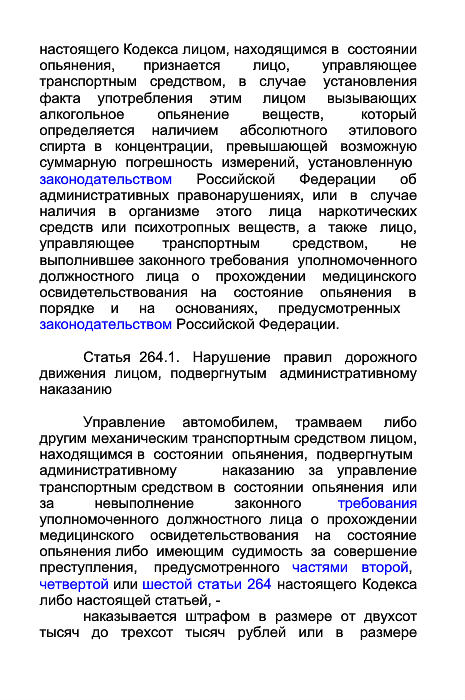 настоящего Кодекса лицом, находящимся в состоянии
опьянения, признается лицо, управляющее
транспортным средством, в случае установления
факта употребления этим лицом вызывающих
алкогольное опьянение веществ, который
определяется наличием абсолютного этилового
спирта в концентрации, превышающей возможную
суммарную погрешность измерений, установленную
законодательством Российской Федерации об
административных правонарушениях, или в случае
наличия в организме этого лица наркотических
средств или психотропных веществ, а также лицо,
управляющее транспортным средством, не
выполнившее законного требования уполномоченного
должностного лица о прохождении медицинского
освидетельствования на состояние опьянения в
порядке и на основаниях, предусмотренных
законодательством Российской Федерации.
Статья 264.1. Нарушение правил дорожного
движения лицом, подвергнутым административному
наказанию
Управление автомобилем, трамваем либо
другим механическим транспортным средством лицом,
находящимся в состоянии опьянения, подвергнутым
административному наказанию за управление
транспортным средством в состоянии опьянения или
за невыполнение законного требования
уполномоченного должностного лица о прохождении
медицинского освидетельствования на состояние
опьянения либо имеющим судимость за совершение
преступления, предусмотренного частями второй,
четвертой или шестой статьи 264 настоящего Кодекса
либо настоящей статьей, -
наказывается штрафом в размере от двухсот
тысяч до трехсот тысяч рублей или в размере